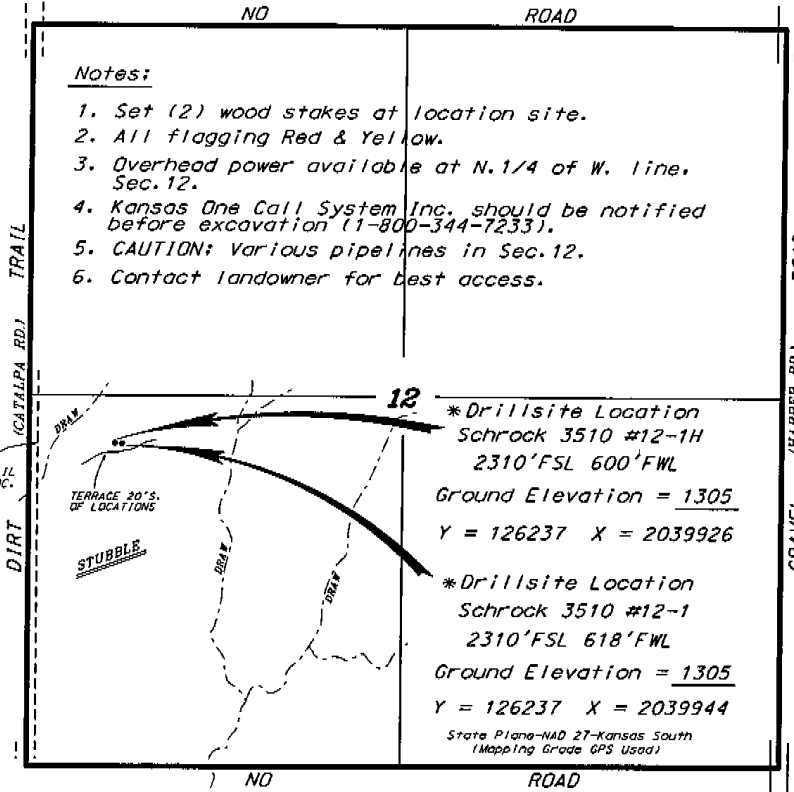 NO ROAD
Notes:
1. Set (2) wood stakes at location site.
2. All flagging Red & Yellow.
3. Overhead power available at N. 1/4 of W. line.
Sec. 12.
4. Kansas One Call System Inc. should be notified
before excavation (1-800-344-7233).
5. CAUTION: Various pipelines in Sec. 12.
6. Contact landowner for best access.
TRAIL
(CATALPA RD.)
DIRT
DRAW
12
TERRACE 20'S.
OF LOCATIONS
STUBBLE
DRAW
DRAW
*Drillsite Location
Schrock 3510 #12-1H
2310'FSL 600'FWL
Ground Elevation = 1305
Y = 126237 X = 2039926
*Drillsite Location
Schrock 3510 #12-1
2310'FSL 618'FWL
Ground Elevation = 1305
Y = 126237 X = 2039944
State Plane-NAD 27-Kansas South
(Mapping Grade GPS Used)
NO ROAD